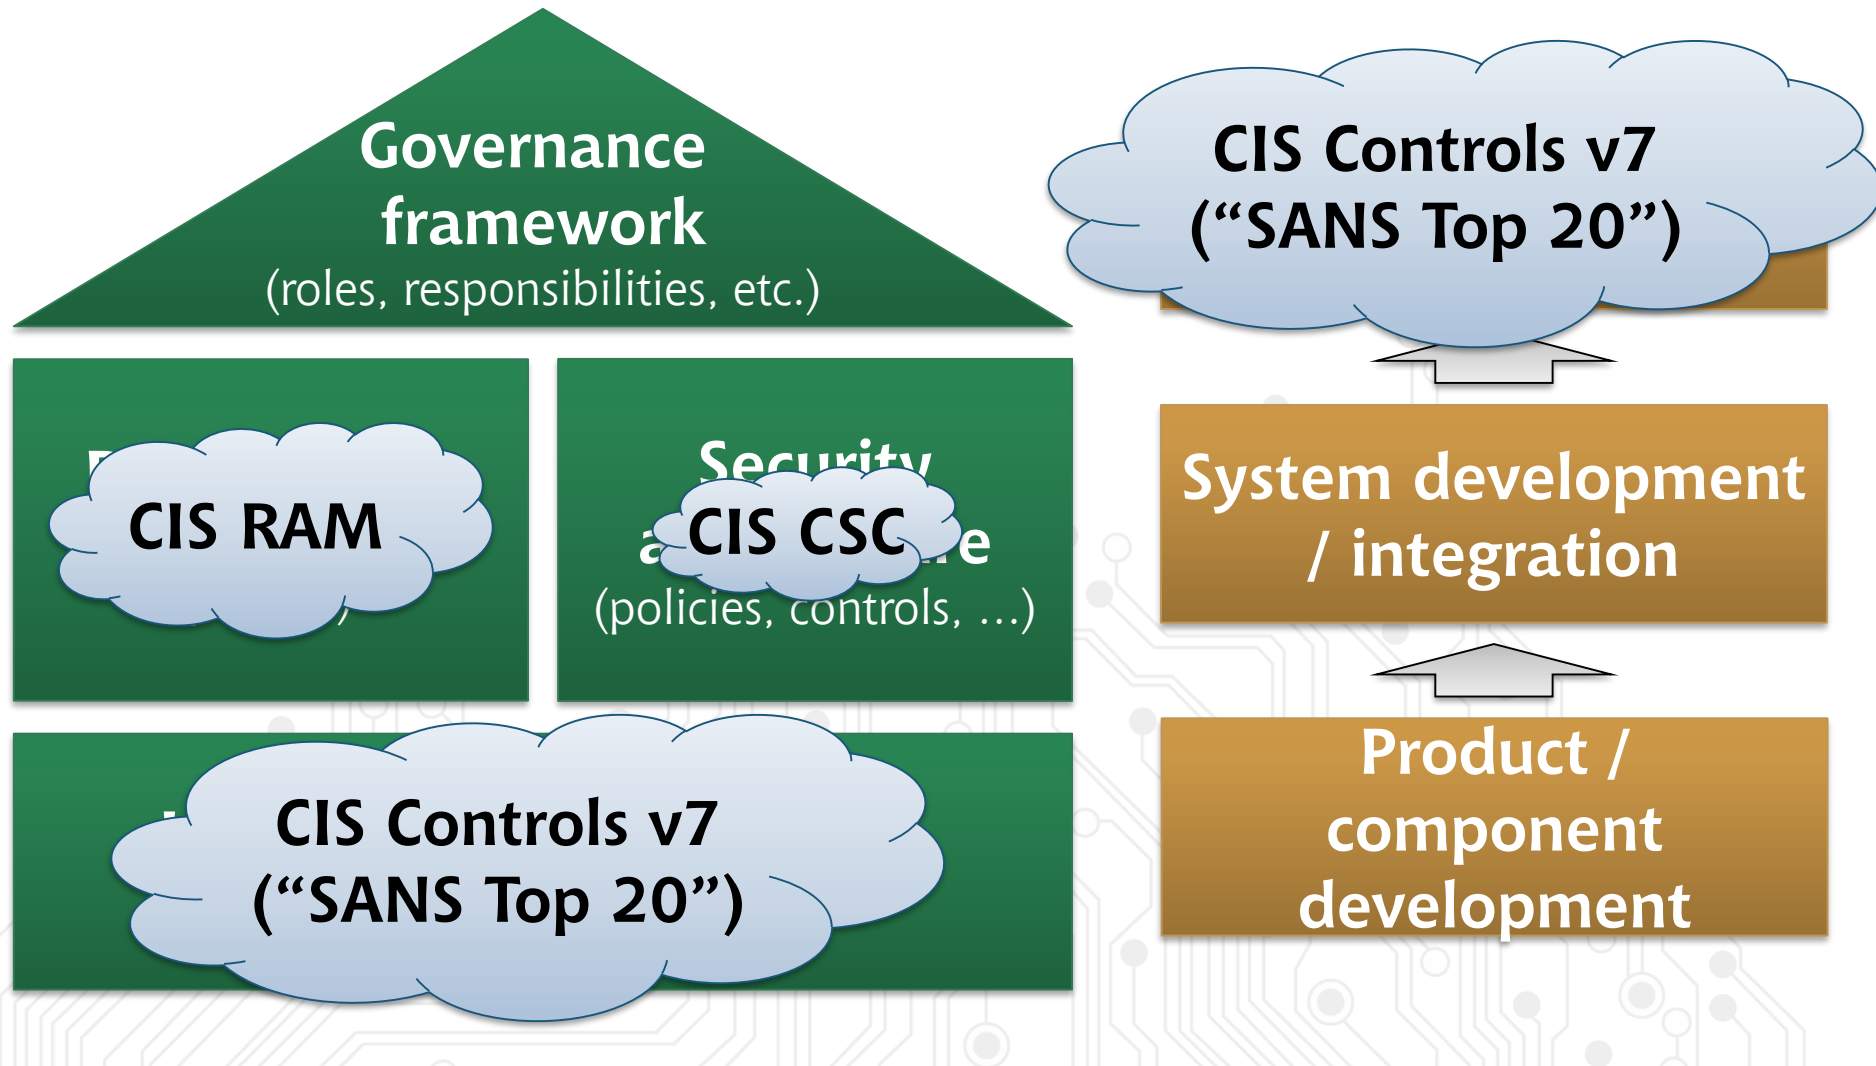 Governance
framework
(roles, responsibilities, etc.)
CIS Controls v7
(“SANS Top 20”)
CIS RAM
Security
CIS CSC
(policies, controls, ...)
System development
/ integration
CIS Controls v7
(“SANS Top 20”)
Product /
component
development